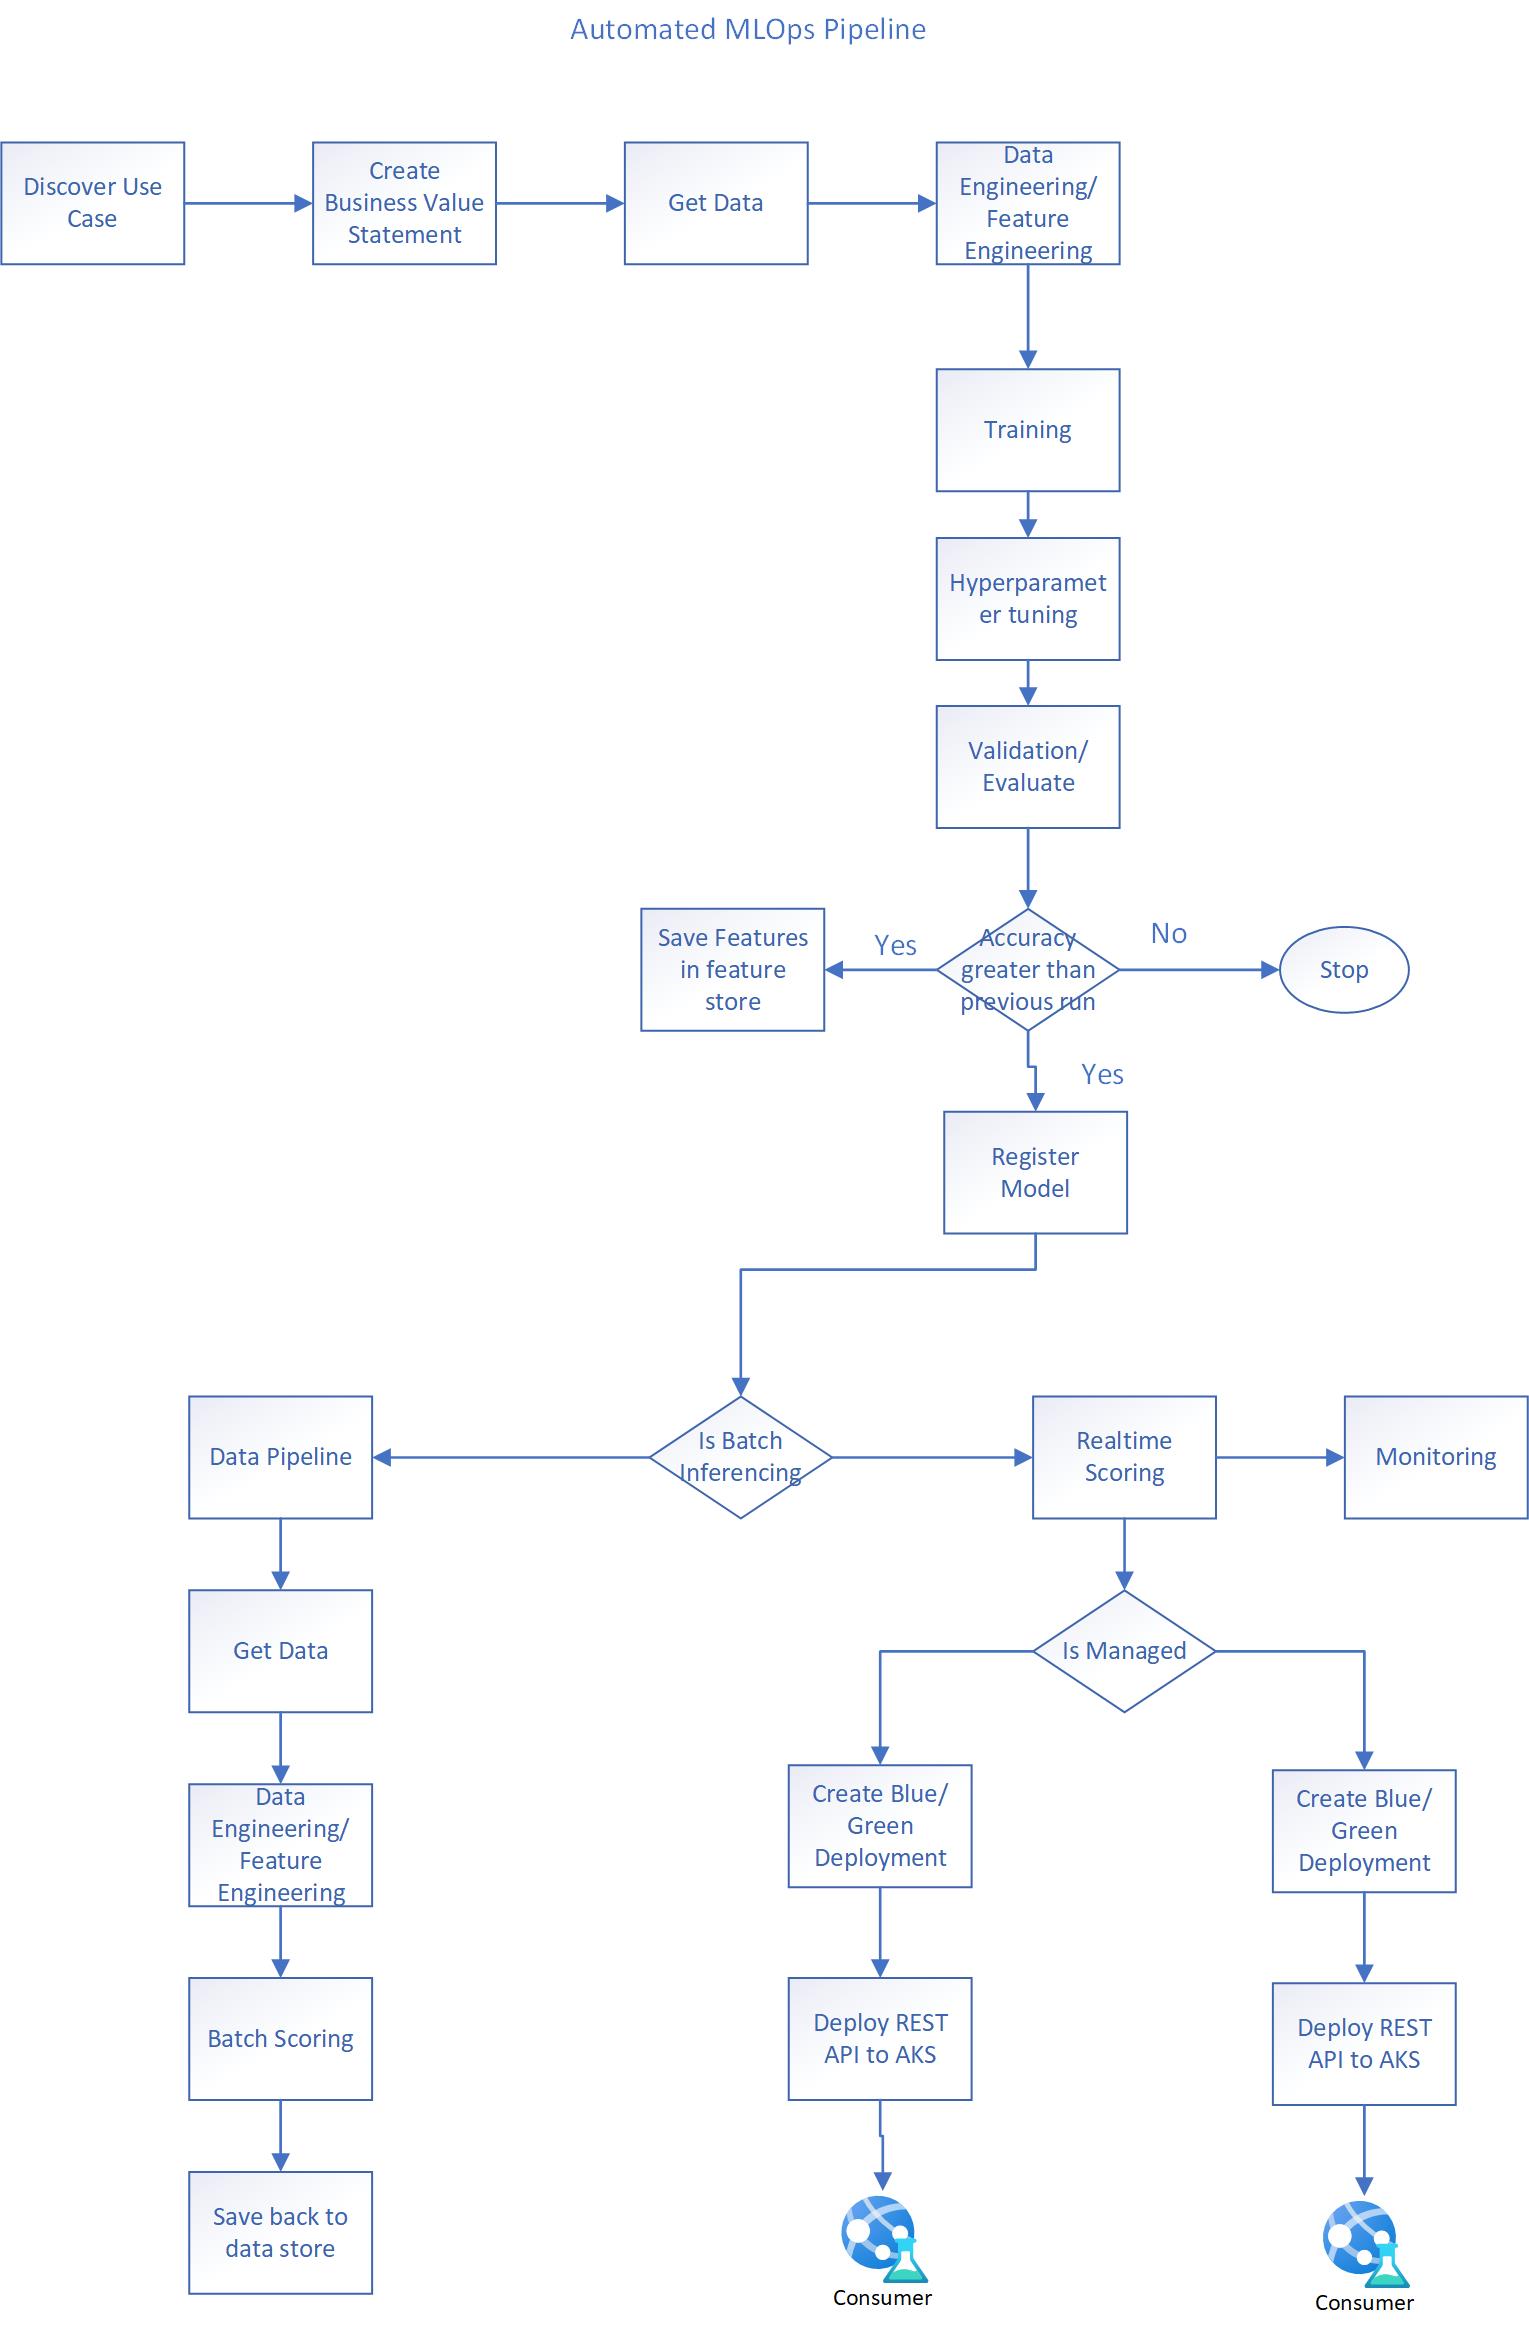 Automated MLOps Pipeline
Discover Use
Case
Create
Business Value
Statement
Get Data
Data
Engineering/
Feature
Engineering
Training
Hyperparamet
er tuning
Validation/
Evaluate
Save Features
in feature
store
Yes
Accuracy
greater than
previous run
No
Stop
Yes
Register
Model
Data Pipeline
Is Batch
Inferencing
Realtime
Scoring
Monitoring
Get Data
Is Managed
Data
Engineering/
Feature
Engineering
Create Blue/
Green
Deployment
Create Blue/
Green
Deployment
Batch Scoring
Deploy REST
API to AKS
Deploy REST
API to AKS
Save back to
data store
Consumer
Consumer